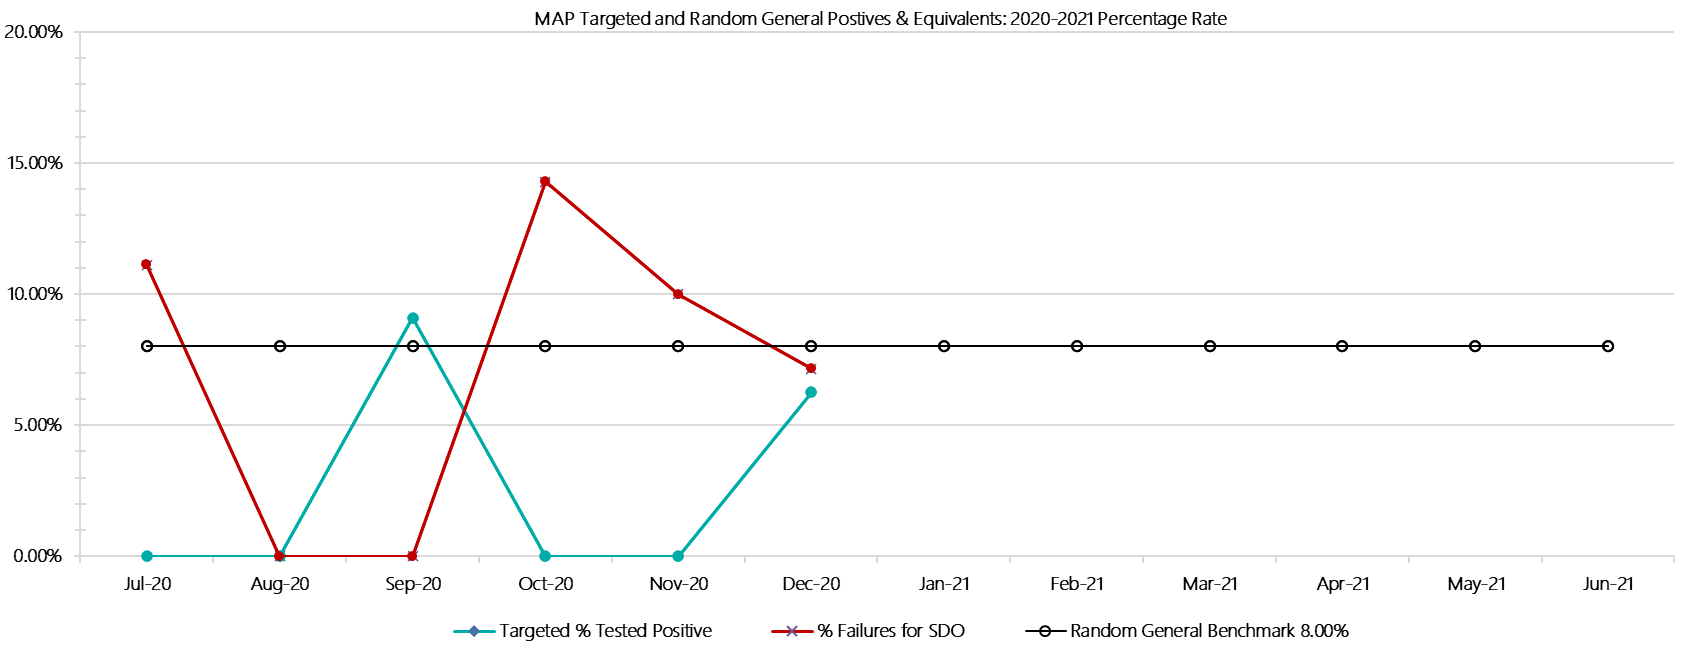 MAP Targeted and Random General Postives & Equivalents: 2020-2021 Percentage Rate
20.00%
15.00%
10.00%
5.00%
0.00%
Jul-20 Aug-20 Sep-20 Oct-20 Nov-20 Dec-20 Jan-21 Feb-21 Mar-21 Apr-21 May-21 Jun-21
Targeted % Tested Positive % Failures for SDO Random General Benchmark 8.00%